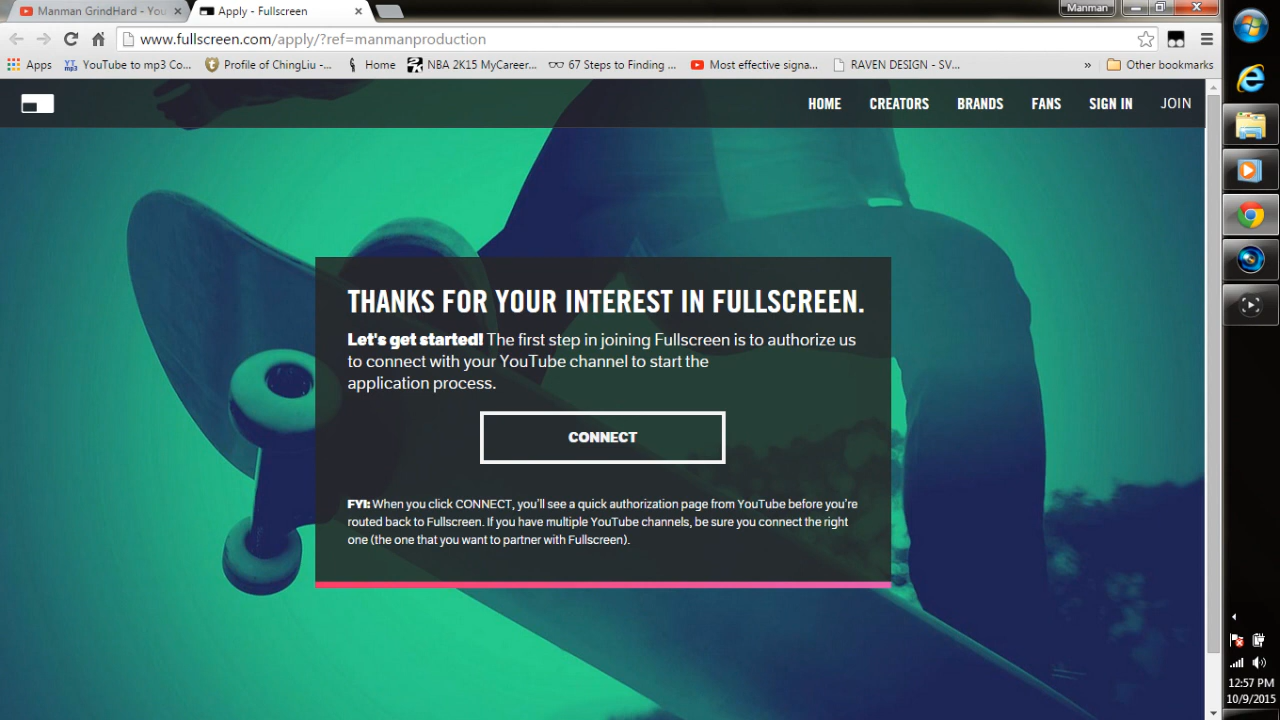 Manman GrindHard - You
Apply - Fullscreen
Manman
www.fullscreen.com/apply/?ref=manmanproduction
Apps
YouTube to mp3 Co...
Profile of ChingLiu -...
Home
NBA 2K15 MyCareer...
67 Steps to Finding ...
Most effective signa...
RAVEN DESIGN - SV...
»
Other bookmarks
HOME
CREATORS
BRANDS
FANS
SIGN IN
JOIN
THANKS FOR YOUR INTEREST IN FULLSCREEN.
Let's get started! The first step in joining Fullscreen is to authorize us
to connect with your YouTube channel to start the
application process.
CONNECT
FYI: When you click CONNECT, you'll see a quick authorization page from YouTube before you're
routed back to Fullscreen. If you have multiple YouTube channels, be sure you connect the right
one (the one that you want to partner with Fullscreen).
12:57 PM
10/9/2015